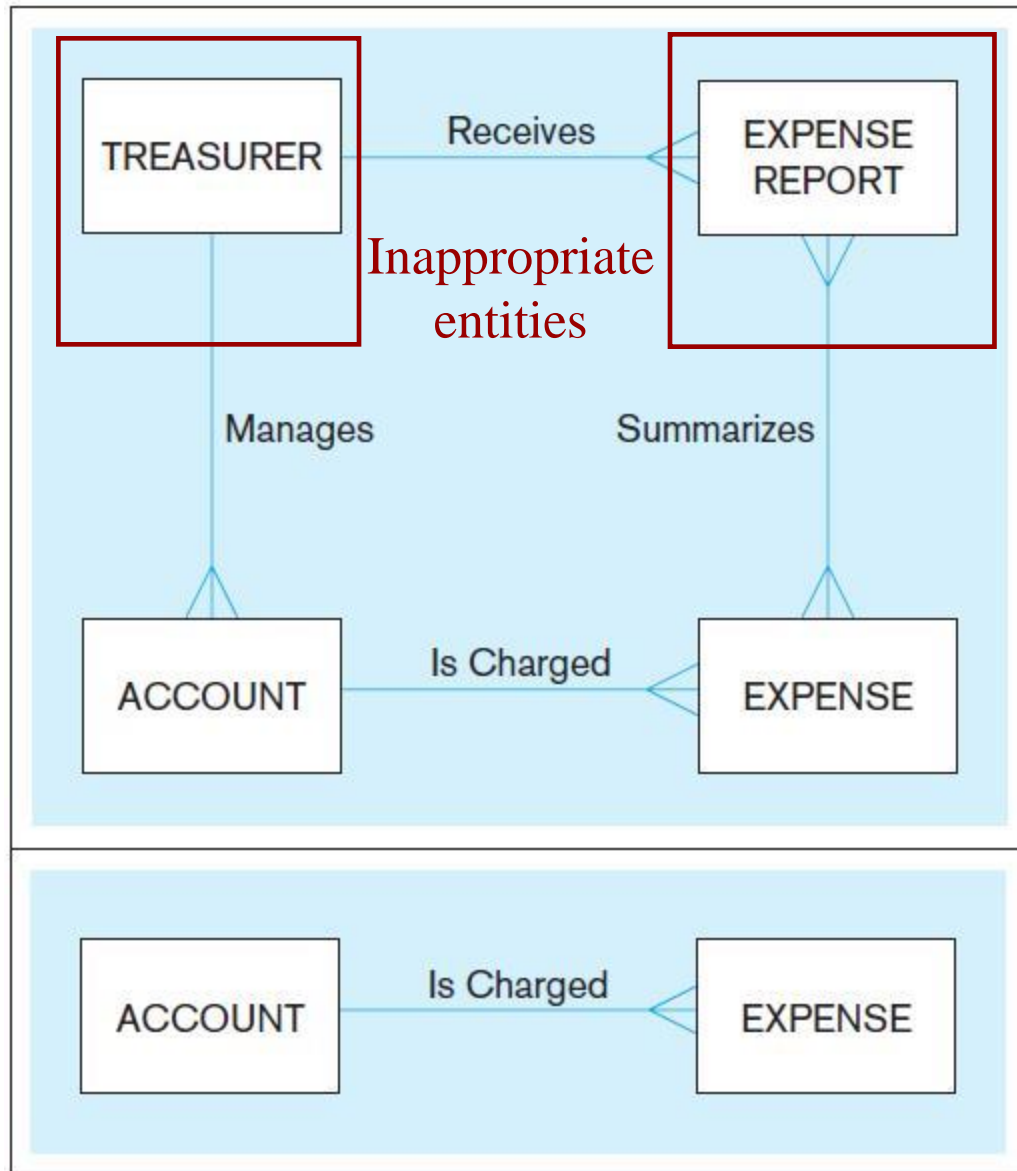 TREASURER
Receives
EXPENSE
REPORT
Inappropriate
entities
Manages
Summarizes
ACCOUNT
Is Charged
EXPENSE
ACCOUNT
Is Charged
EXPENSE